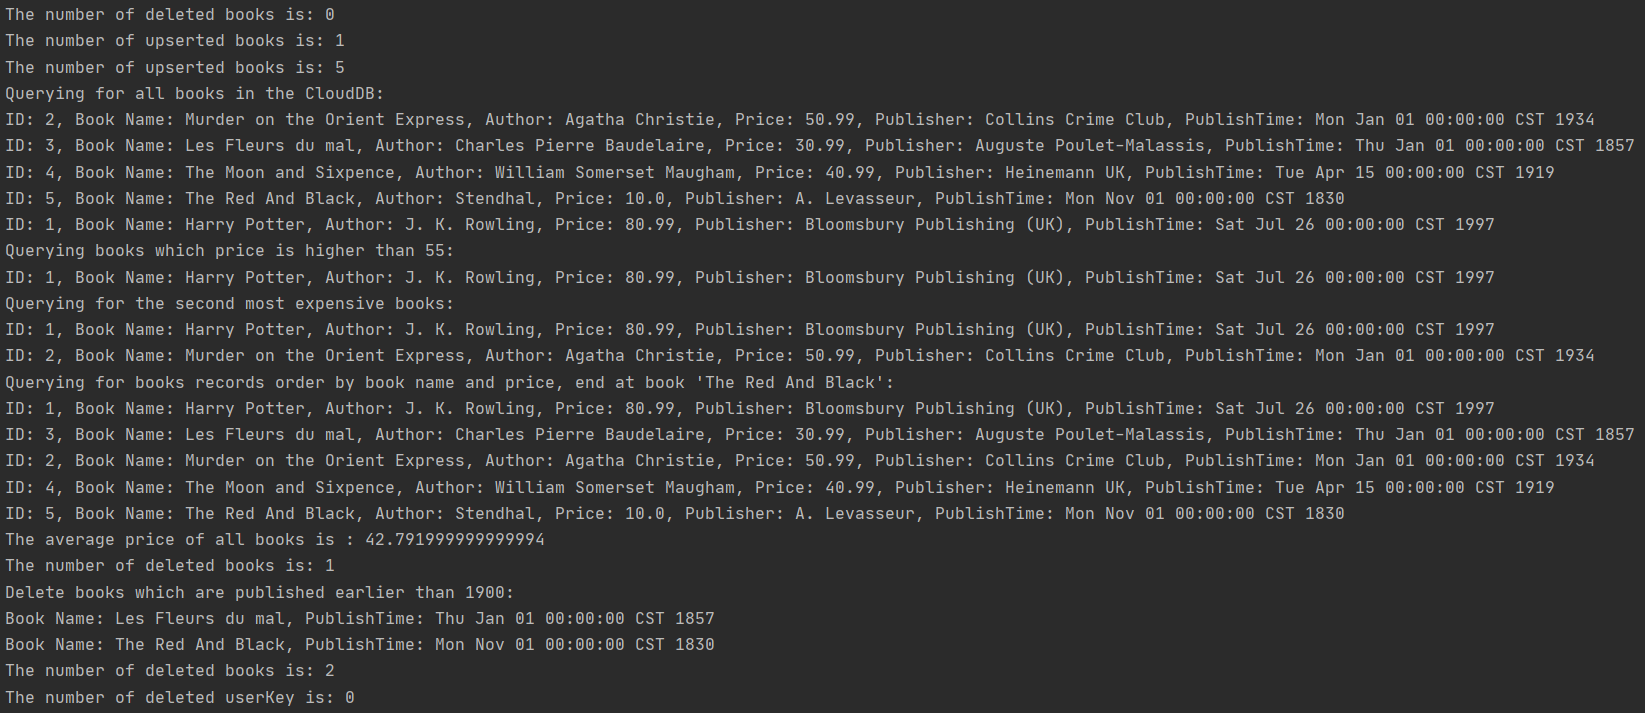 The number of deleted books is: 0
The number of upserted books is: 1
The number of upserted books is: 5
Querying for all books in the CloudDB:
ID: 2, Book Name: Murder on the Orient Express, Author: Agatha Christie, Price: 50.99, Publisher: Collins Crime Club, PublishTime: Mon Jan 01 00:00:00 CST 1934
ID: 3, Book Name: Les Fleurs du mal, Author: Charles Pierre Baudelaire, Price: 30.99, Publisher: Auguste Poulet-Malassis, PublishTime: Thu Jan 01 00:00:00 CST 1857
ID: 4, Book Name: The Moon and Sixpence, Author: William Somerset Maugham, Price: 40.99, Publisher: Heinemann UK, PublishTime: Tue Apr 15 00:00:00 CST 1919
ID: 5, Book Name: The Red And Black, Author: Stendhal, Price: 10.0, Publisher: A. Levasseur, PublishTime: Mon Nov 01 00:00:00 CST 1830
ID: 1, Book Name: Harry Potter, Author: J. K. Rowling, Price: 80.99, Publisher: Bloomsbury Publishing (UK), PublishTime: Sat Jul 26 00:00:00 CST 1997
Querying books which price is higher than 55:
ID: 1, Book Name: Harry Potter, Author: J. K. Rowling, Price: 80.99, Publisher: Bloomsbury Publishing (UK), PublishTime: Sat Jul 26 00:00:00 CST 1997
Querying for the second most expensive books:
ID: 1, Book Name: Harry Potter, Author: J. K. Rowling, Price: 80.99, Publisher: Bloomsbury Publishing (UK), PublishTime: Sat Jul 26 00:00:00 CST 1997
ID: 2, Book Name: Murder on the Orient Express, Author: Agatha Christie, Price: 50.99, Publisher: Collins Crime Club, PublishTime: Mon Jan 01 00:00:00 CST 1934
Querying for books records order by book name and price, end at book 'The Red And Black':
ID: 1, Book Name: Harry Potter, Author: J. K. Rowling, Price: 80.99, Publisher: Bloomsbury Publishing (UK), PublishTime: Sat Jul 26 00:00:00 CST 1997
ID: 3, Book Name: Les Fleurs du mal, Author: Charles Pierre Baudelaire, Price: 30.99, Publisher: Auguste Poulet-Malassis, PublishTime: Thu Jan 01 00:00:00 CST 1857
ID: 2, Book Name: Murder on the Orient Express, Author: Agatha Christie, Price: 50.99, Publisher: Collins Crime Club, PublishTime: Mon Jan 01 00:00:00 CST 1934
ID: 4, Book Name: The Moon and Sixpence, Author: William Somerset Maugham, Price: 40.99, Publisher: Heinemann UK, PublishTime: Tue Apr 15 00:00:00 CST 1919
ID: 5, Book Name: The Red And Black, Author: Stendhal, Price: 10.0, Publisher: A. Levasseur, PublishTime: Mon Nov 01 00:00:00 CST 1830
The average price of all books is : 42.791999999999994
The number of deleted books is: 1
Delete books which are published earlier than 1900:
Book Name: Les Fleurs du mal, PublishTime: Thu Jan 01 00:00:00 CST 1857
Book Name: The Red And Black, PublishTime: Mon Nov 01 00:00:00 CST 1830
The number of deleted books is: 2
The number of deleted userKey is: 0